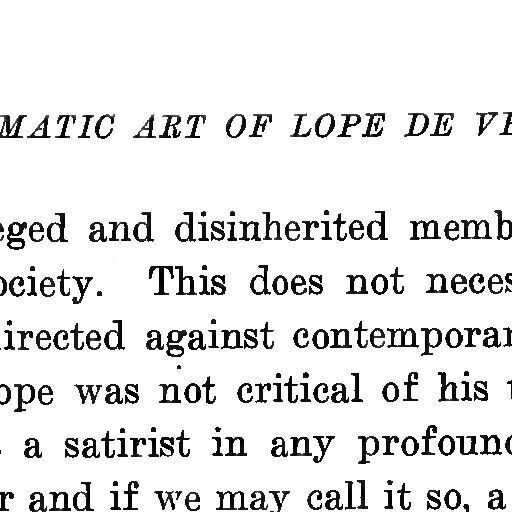 MATIC ART OF LOPE DE VE
eged and disinherited memb
ociety. This does not neces
irected against contemporar
ope was not critical of his
a satirist in any profound
r and if we may call it so, a